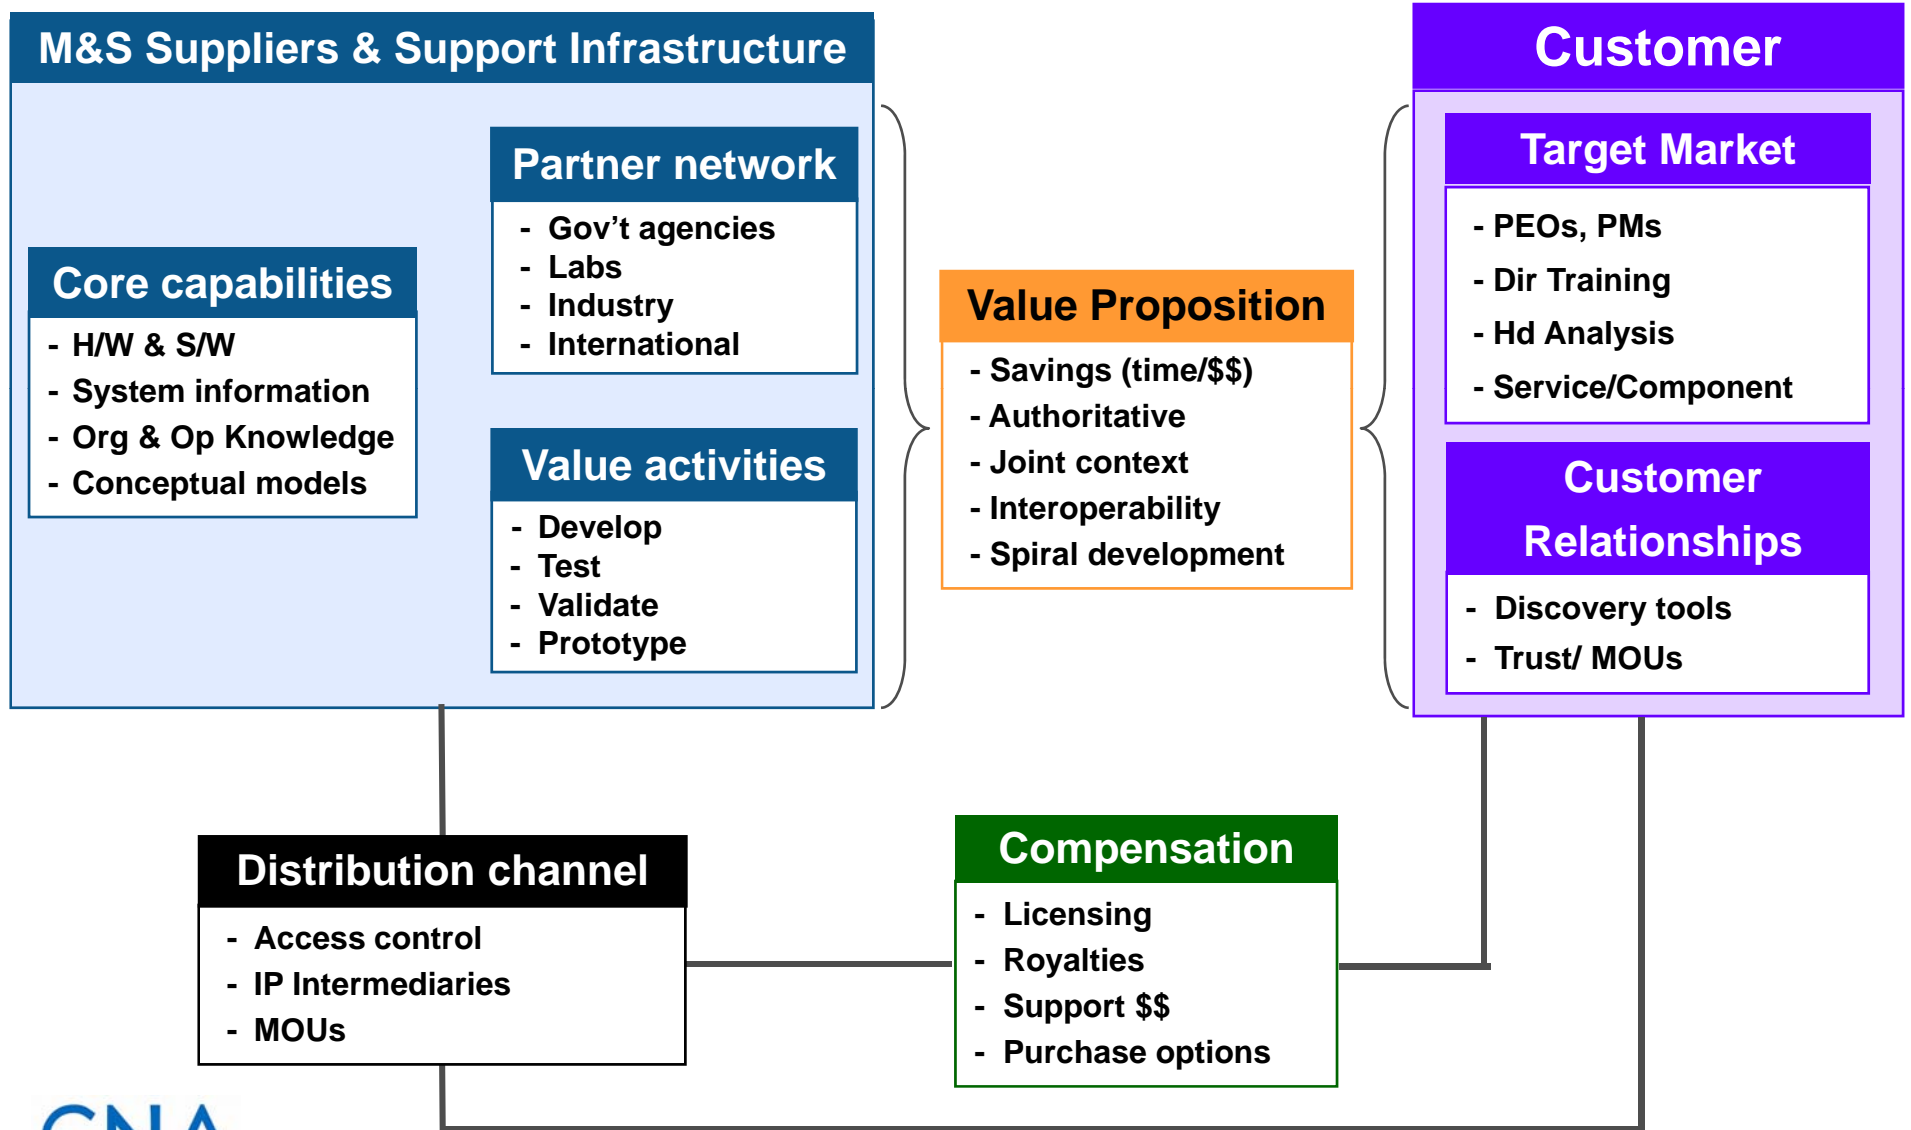 M&S Suppliers & Support Infrastructure
Partner network
- Gov't agencies
- Labs
- Industry
- International
Core capabilities
- H/W & S/W
- System information
- Org & Op Knowledge
- Conceptual models
Value activities
- Develop
- Test
- Validate
- Prototype
Value Proposition
- Savings (time/$$)
- Authoritative
- Joint context
- Interoperability
- Spiral development
Customer
Target Market
- PEOs, PMs
- Dir Training
- Hd Analysis
- Service/Component
Customer
Relationships
- Discovery tools
- Trust/ MOUs
Distribution channel
- Access control
- IP Intermediaries
- MOUs
Compensation
- Licensing
- Royalties
- Support $$
- Purchase options
CNA